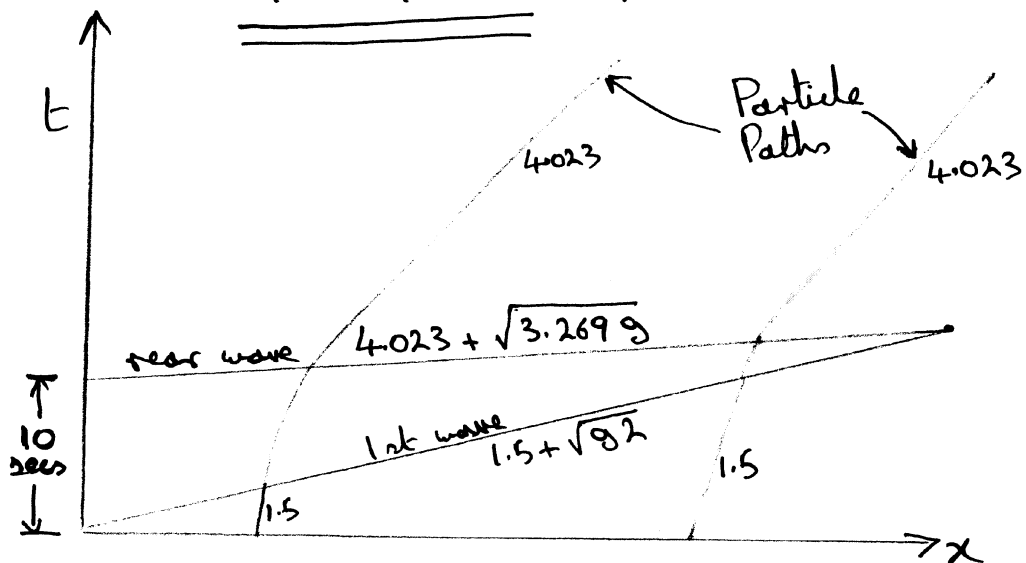 t
Particle
Paths
4.023
4.023
4.023 + √3.269 g
rear wave
1st wave
1.5 + √g2
10
secs
1.5
1.5
x